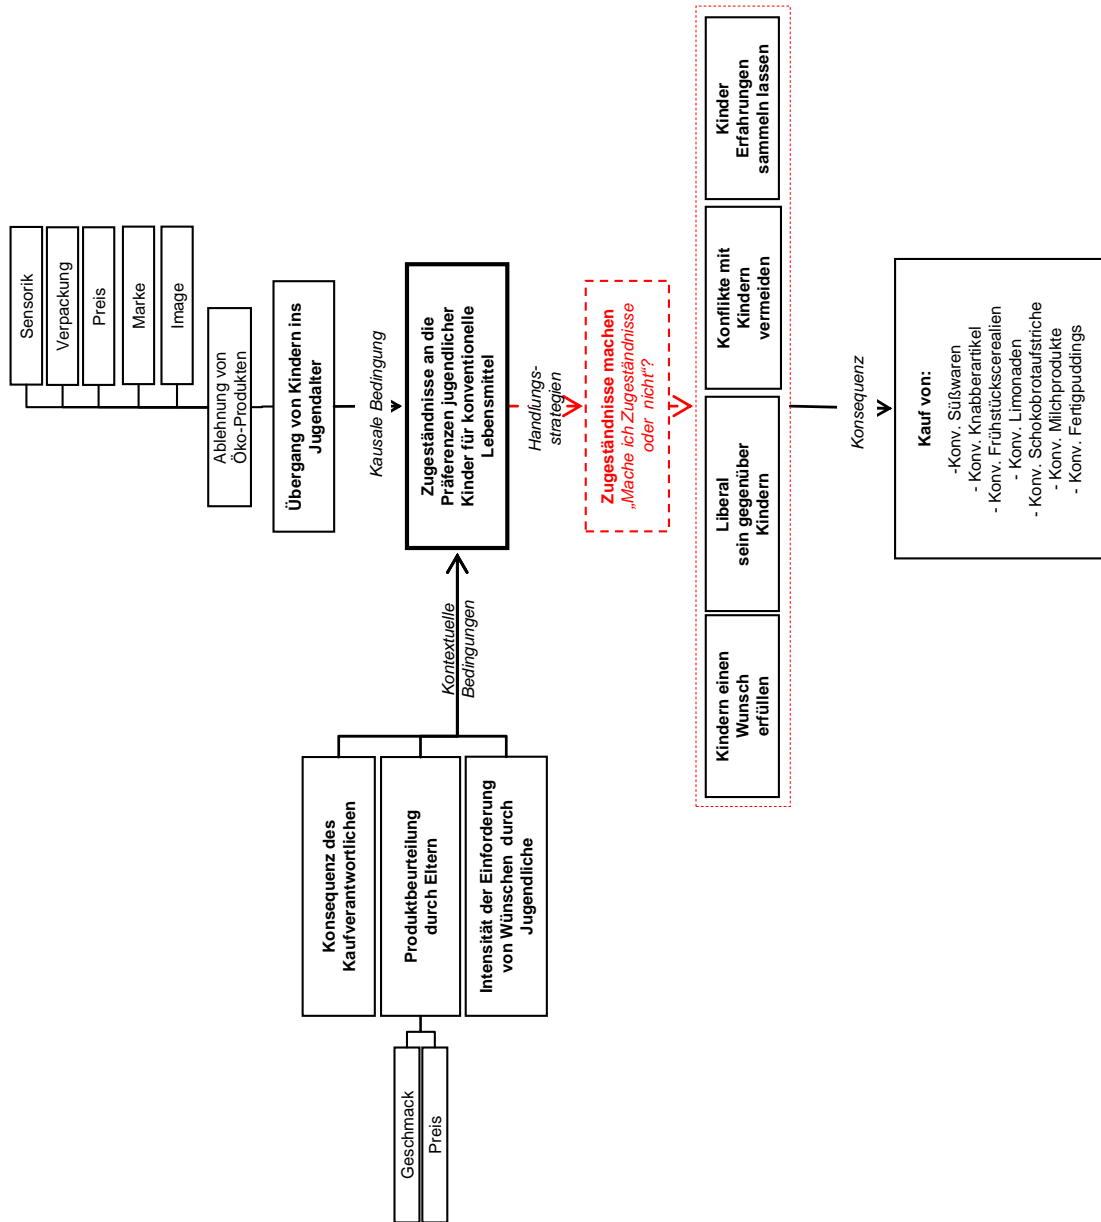 Sensorik
Verpackung
Preis
Marke
Image
Ablehnung von
Öko-Produkten
Übergang von Kindern ins
Jugendalter
Kausale Bedingung
Geschmack
Preis
Konsequenz des
Kaufverantwortlichen
Produktbeurteilung
durch Eltern
Intensität der Einforderung
von Wünschen durch
Jugendliche
Kontextuelle
Bedingungen
Zugeständnisse an die
Präferenzen jugendlicher
Kinder für konventionelle
Lebensmittel
Handlungs-
strategien
Zugeständnisse machen
„Mache ich Zugeständnisse
oder nicht“?
Kindern einen
Wunsch
erfüllen
Liberal
sein gegenüber
Kindern
Konflikte mit
Kindern
vermeiden
Kinder
Erfahrungen
sammeln lassen
Konsequenz
Kauf von:
-Konv. Süßwaren
- Konv. Knabberartikel
- Konv. Frühstückscerealien
- Konv. Limonaden
- Konv. Schokobrotaufstriche
- Konv. Milchprodukte
- Konv. Fertigpuddings